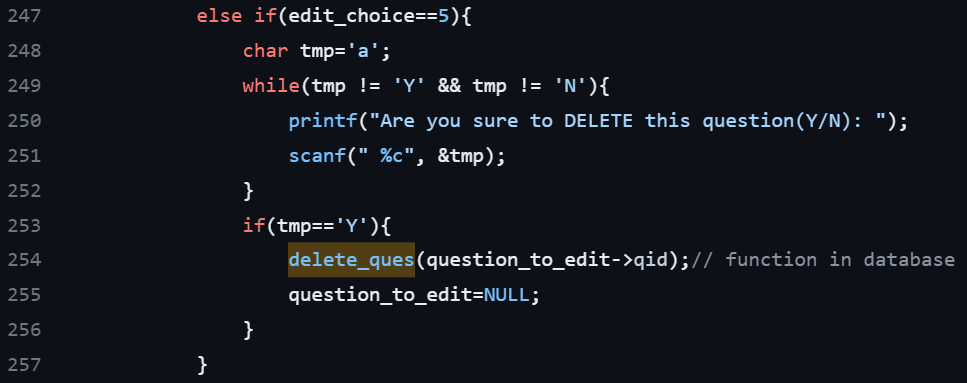 247 else if(edit_choice==5){
248 char tmp='a';
249 while(tmp != 'Y' && tmp != 'N'){
250 printf("Are you sure to DELETE this question(Y/N): ");
251 scanf(" %c", &tmp);
252 }
253 if(tmp=='Y'){
254 delete_ques(question_to_edit->qid);// function in database
255 question_to_edit=NULL;
256 }
257 }